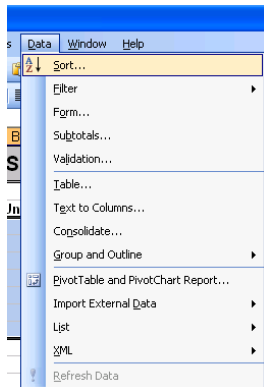 s Data Window Help
Sort...
Filter
Form...
Subtotals...
B
S
Validation...
Table...
Un
Text to Columns...
Consolidate...
Group and Outline
PivotTable and PivotChart Report...
Import External Data
List
XML
Refresh Data